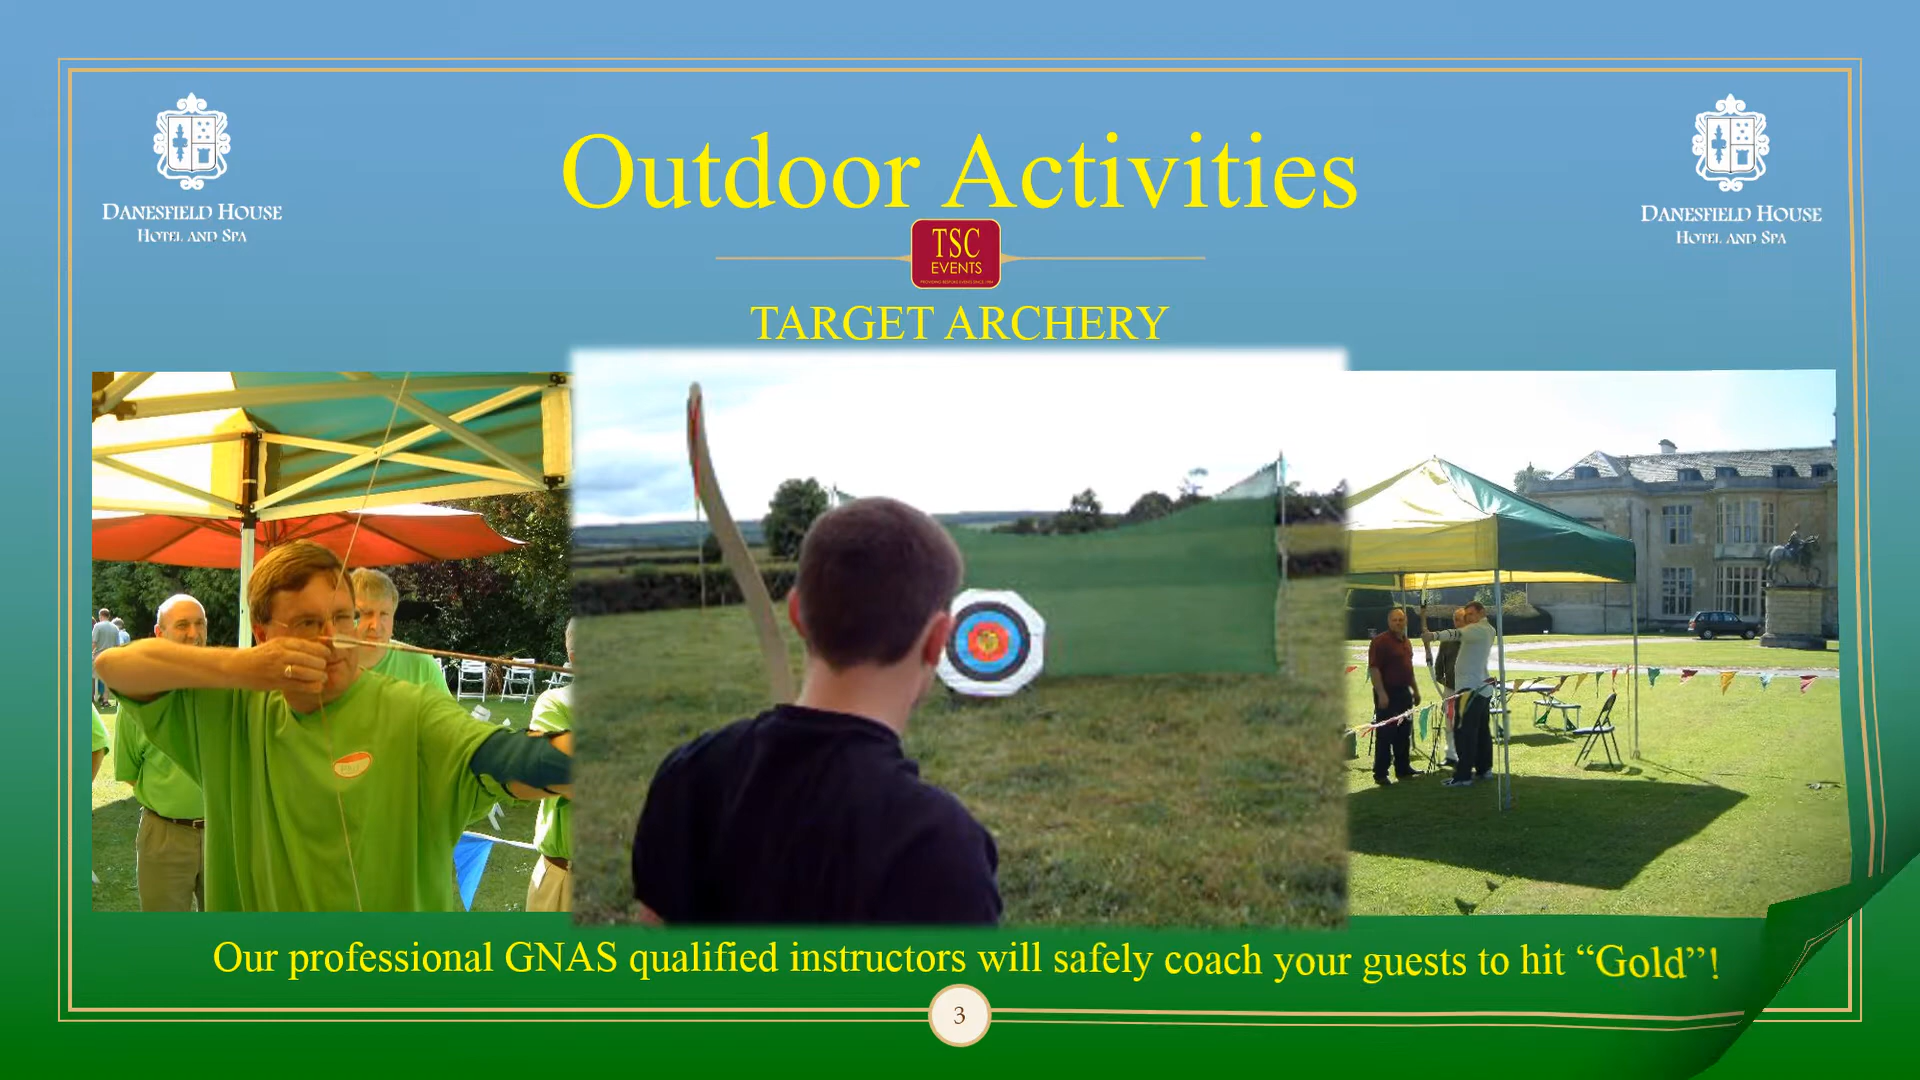 DANESFIELD HOUSE
HOTEL AND SPA
Outdoor Activities
DANESFIELD HOUSE
HOTEL AND SPA
TSC
EVENTS
TARGET ARCHERY
Our professional GNAS qualified instructors will safely coach your guests to hit “Gold”!
3